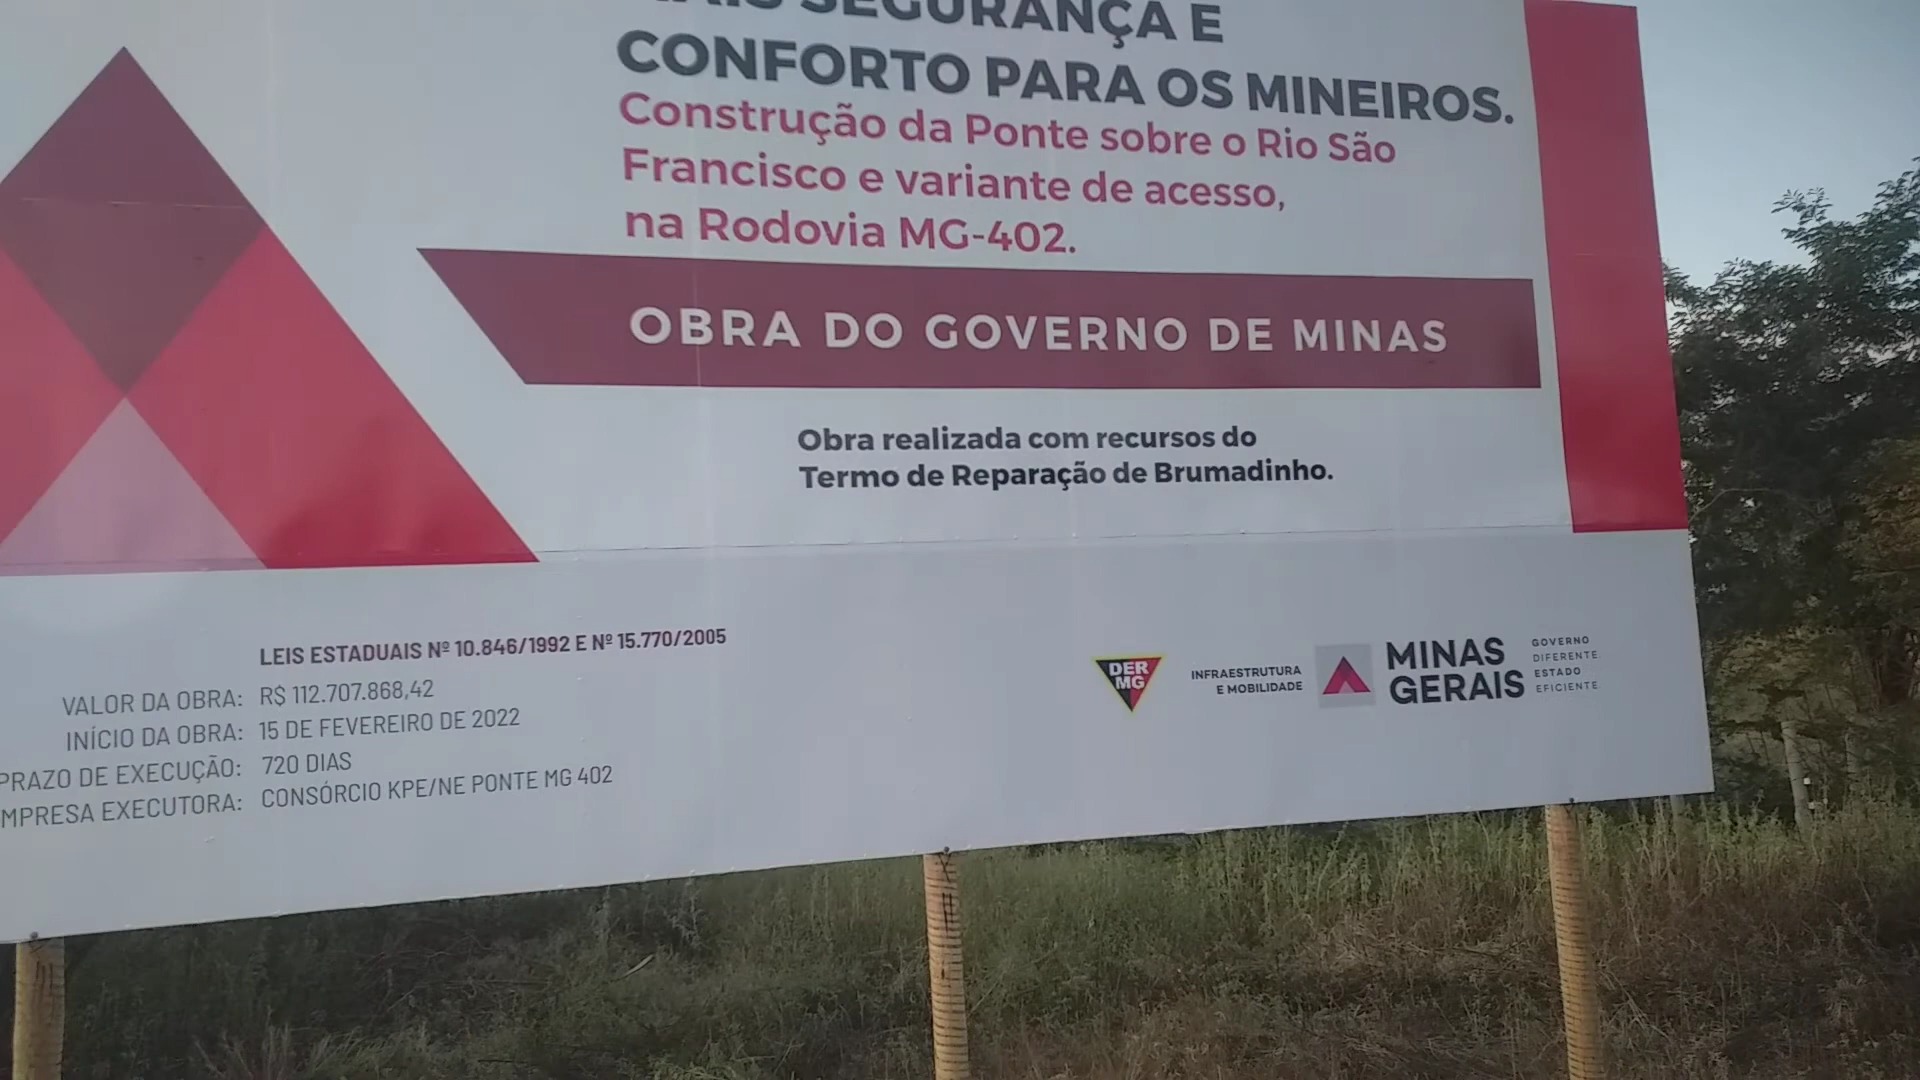 MAIS SEGURANÇA E
CONFORTO PARA OS MINEIROS.
Construção da Ponte sobre o Rio São
Francisco e variante de acesso,
na Rodovia MG-402.
OBRA DO GOVERNO DE MINAS
Obra realizada com recursos do
Termo de Reparação de Brumadinho.
LEIS ESTADUAIS Nº 10.846/1992 E Nº 15.770/2005
VALOR DA OBRA: R$ 112.707.868,42
INÍCIO DA OBRA: 15 DE FEVEREIRO DE 2022
PRAZO DE EXECUÇÃO: 720 DIAS
MPRESA EXECUTORA: CONSÓRCIO KPE/NE PONTE MG 402
DER
MG
INFRAESTRUTURA
E MOBILIDADE
MINAS
GERAIS
GOVERNO
DIFERENTE.
ESTADO
EFICIENTE.